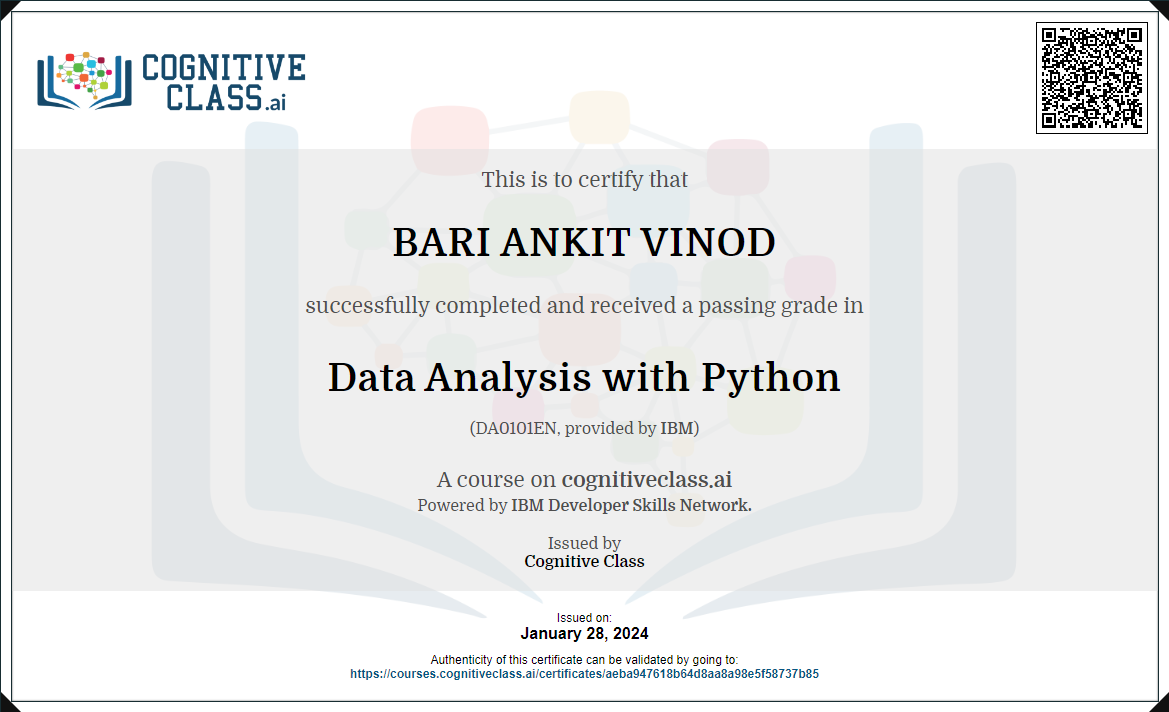 COGNITIVE
CLASS.ai
This is to certify that
BARI ANKIT VINOD
successfully completed and received a passing grade in
Data Analysis with Python
(DA0101EN, provided by IBM)
A course on cognitiveclass.ai
Powered by IBM Developer Skills Network.
Issued by
Cognitive Class
Issued on:
January 28, 2024
Authenticity of this certificate can be validated by going to:
https://courses.cognitiveclass.ai/certificates/aeba947618b64d8aa8a98e5f58737b85